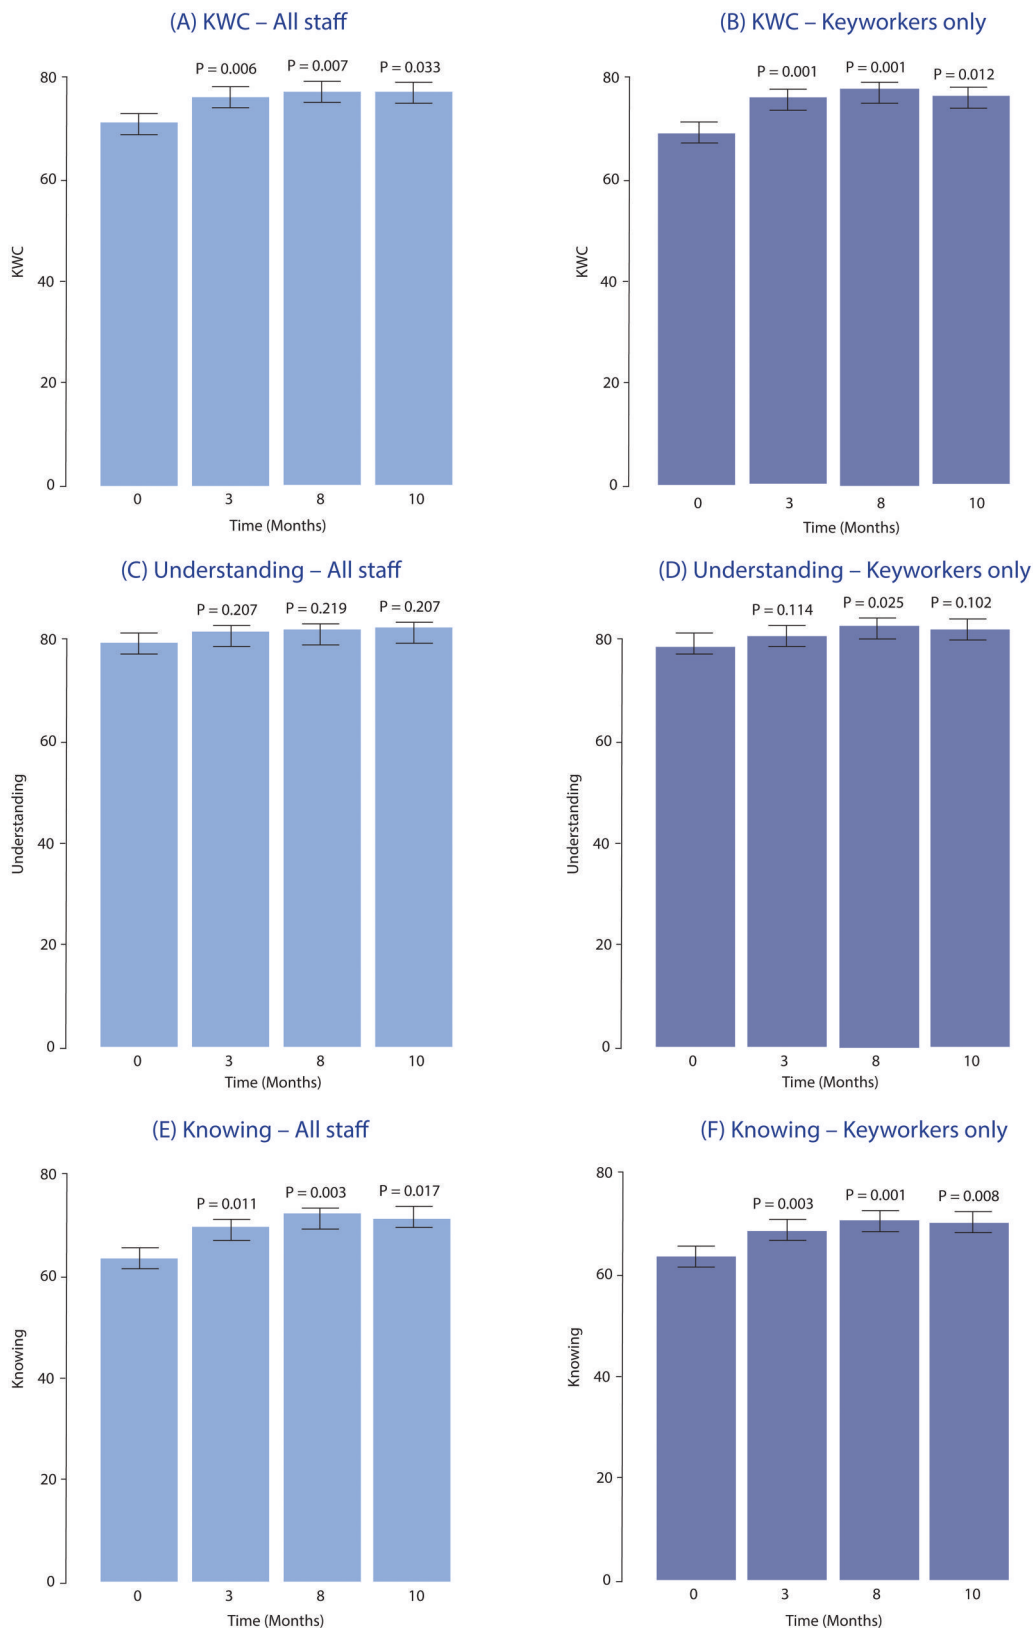 (A) KWC – All staff
P = 0.006 P = 0.007 P = 0.033
80
60
40
20
0
KWC
0 3 8 10
Time (Months)
(B) KWC – Keyworkers only
P = 0.001 P = 0.001 P = 0.012
80
60
40
20
0
KWC
0 3 8 10
Time (Months)
(C) Understanding – All staff
P = 0.207 P = 0.219 P = 0.207
80
60
40
20
0
Understanding
0 3 8 10
Time (Months)
(D) Understanding – Keyworkers only
P = 0.114 P = 0.025 P = 0.102
80
60
40
20
0
Understanding
0 3 8 10
Time (Months)
(E) Knowing – All staff
P = 0.011 P = 0.003 P = 0.017
80
60
40
20
0
Knowing
0 3 8 10
Time (Months)
(F) Knowing – Keyworkers only
P = 0.003 P = 0.001 P = 0.008
80
60
40
20
0
Knowing
0 3 8 10
Time (Months)